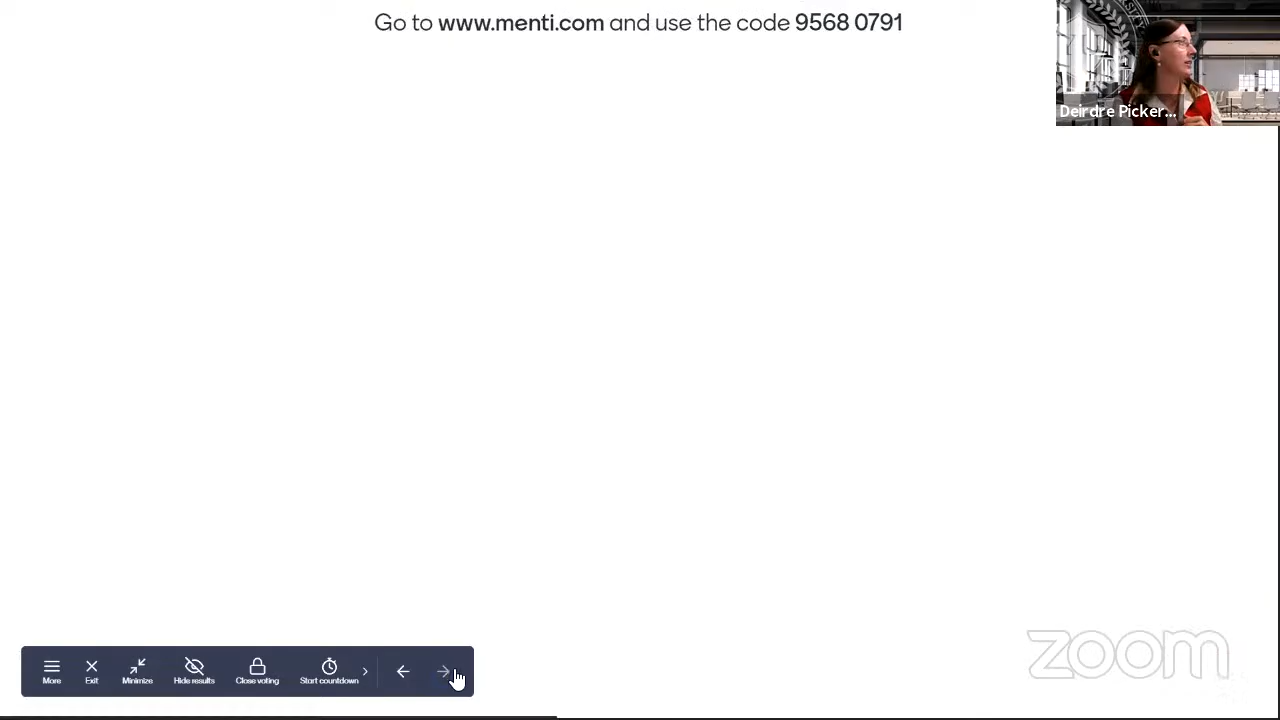 Go to www.menti.com and use the code 9568 0791
Deirdre Picker...
More
Exit
Minimize
Hide results
Close voting
Start countdown
zoom